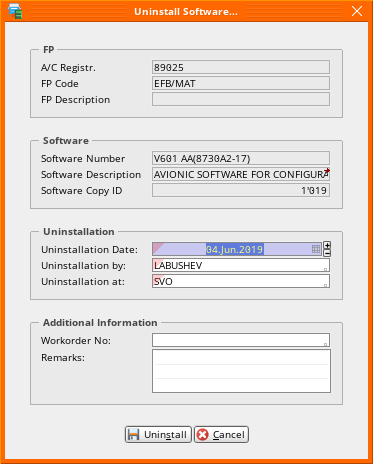 Uninstall Software...
FP
A/C Registr. 89025
FP Code EFB/MAT
FP Description
Software
Software Number V601 AA(8730A2-17)
Software Description AVIONIC SOFTWARE FOR CONFIGURA
Software Copy ID 1'019
Uninstallation
Uninstallation Date: 04.Jun.2019
Uninstallation by: LABUSHEV
Uninstallation at: SVO
Additional Information
Workorder No:
Remarks:
Uninstall Cancel